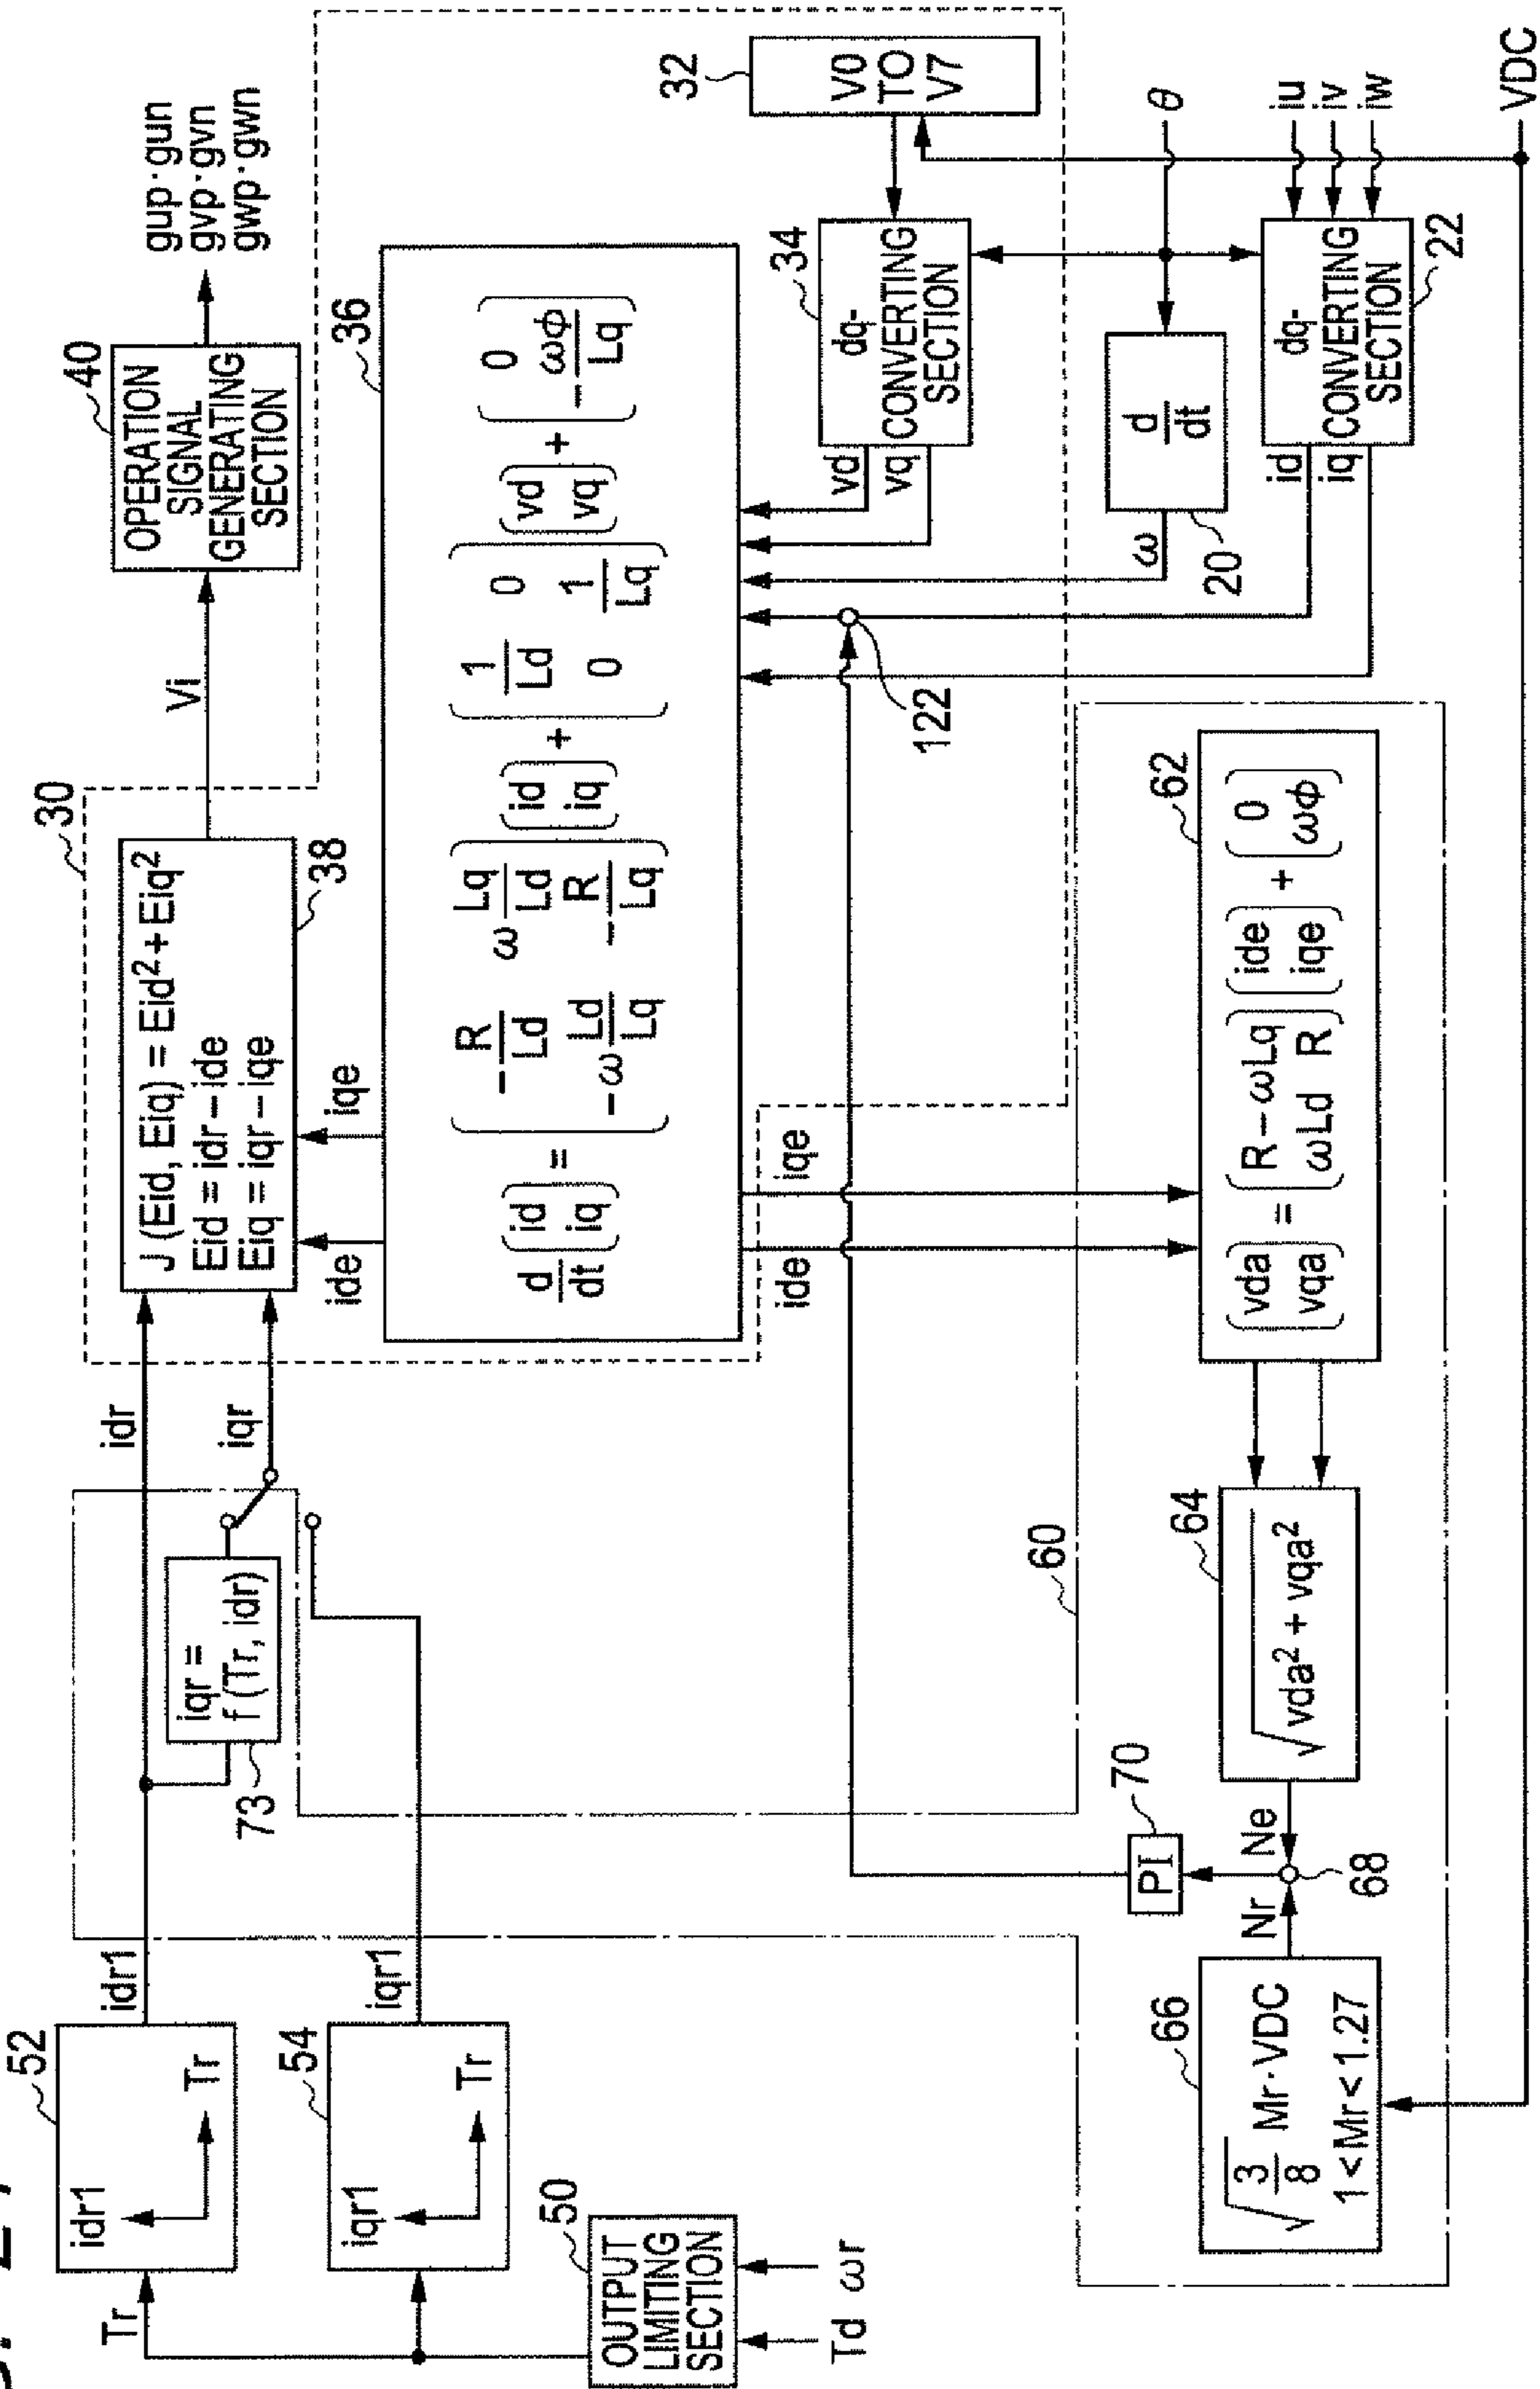 52
idr1
Tr
Tr
idr1
54
iqr1
Tr
iqr1
50
OUTPUT
LIMITING
SECTION
Td ωr
73
iqr =
f (Tr, idr)
idr
iqr
30
J (Eid, Eiq) = Eid² + Eiq²
Eid = idr − ide
Eiq = iqr − iqe
38
ide
iqe
Vi
40
OPERATION
SIGNAL
GENERATING
SECTION
gup·gun
gvp·gvn
gwp·gwn
36
d/dt (id iq) = (−R/Ld ω Lq/Ld −ω Ld/Lq −R/Lq) (id iq) + (1/Ld 0 0 1/Lq) (vd vq) + (0 −ωφ/Lq)
ide
iqe
122
32
V0
TO
V7
34
dq-
CONVERTING
SECTION
vd
vq
θ
d/dt
ω
20
iu
iv
iw
dq-
CONVERTING
SECTION
22
id
iq
VDC
60
62
(vda vqa) = (R −ωLq ωLd R) (ide iqe) + (0 ωφ)
64
√vda² + vqa²
Ne
68
70
PI
Nr
66
√3/8 Mr·VDC
1 < Mr < 1.27